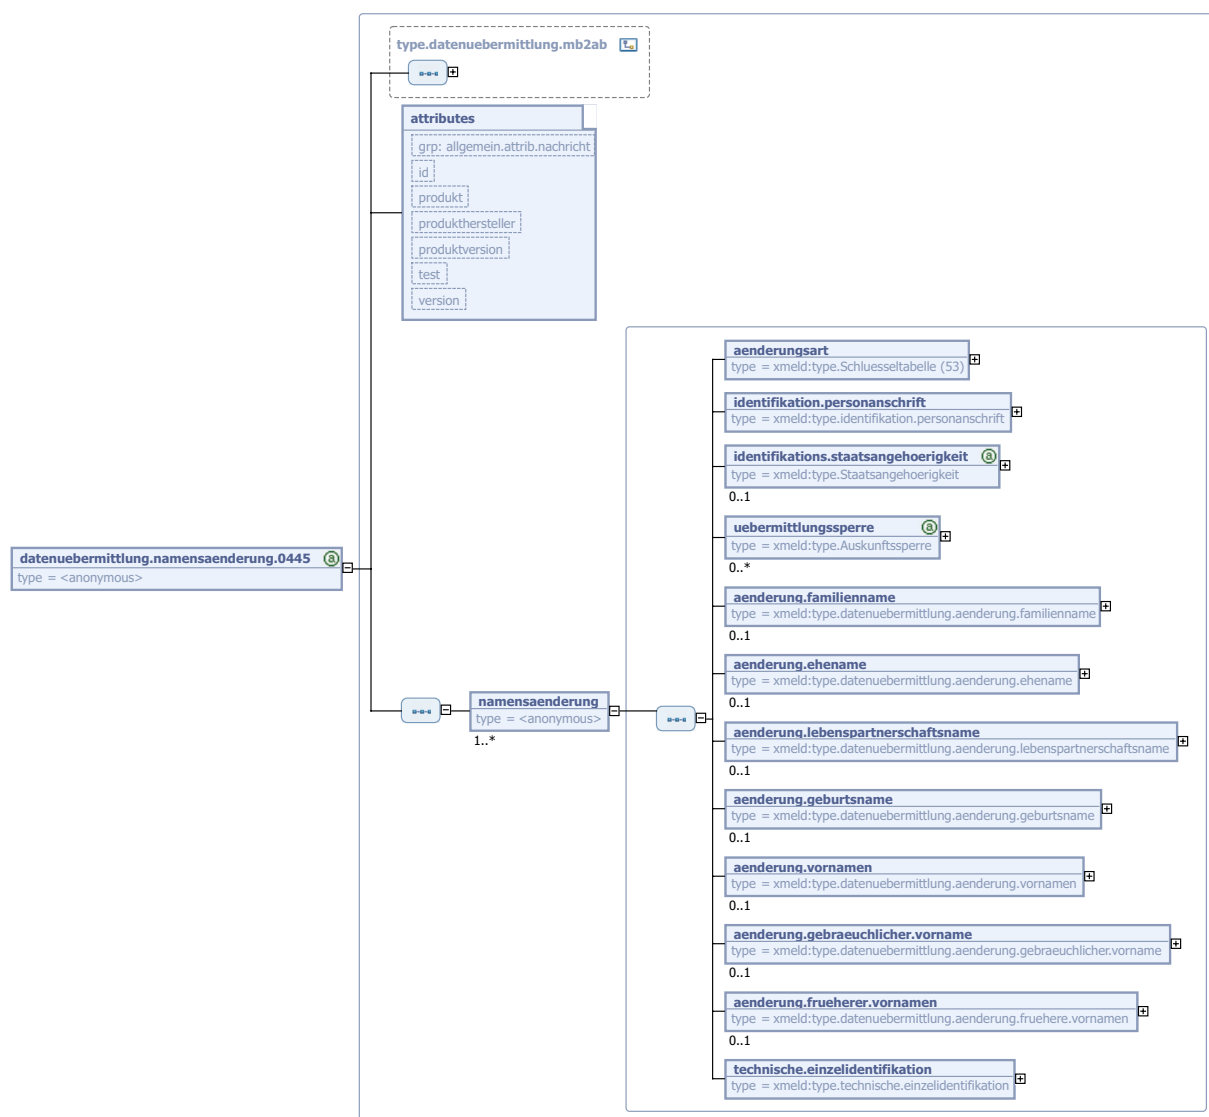 type.datenuebermittlung.mb2ab
attributes
grp: allgemein.attrib.nachricht
id
produkt
produkthersteller
produktversion
test
version
datenuebermittlung.namensaenderung.0445 a
type = <anonymous>
namensaenderung
type = <anonymous>
1..*
aenderungsart
type = xmeld:type.Schluesseltabelle (53)
identifikation.personanschrift
type = xmeld:type.identifikation.personanschrift
identifikations.staatsangehoerigkeit a
type = xmeld:type.Staatsangehoerigkeit
0..1
uebermittlungssperre a
type = xmeld:type.Auskunftssperre
0..*
aenderung.familienname
type = xmeld:type.datenuebermittlung.aenderung.familienname
0..1
aenderung.ehename
type = xmeld:type.datenuebermittlung.aenderung.ehename
0..1
aenderung.lebenspartnerschaftsname
type = xmeld:type.datenuebermittlung.aenderung.lebenspartnerschaftsname
0..1
aenderung.geburtsname
type = xmeld:type.datenuebermittlung.aenderung.geburtsname
0..1
aenderung.vornamen
type = xmeld:type.datenuebermittlung.aenderung.vornamen
0..1
aenderung.gebraeuchlicher.vorname
type = xmeld:type.datenuebermittlung.aenderung.gebraeuchlicher.vorname
0..1
aenderung.frueherer.vornamen
type = xmeld:type.datenuebermittlung.aenderung.fruehere.vornamen
0..1
technische.einzelidentifikation
type = xmeld:type.technische.einzelidentifikation